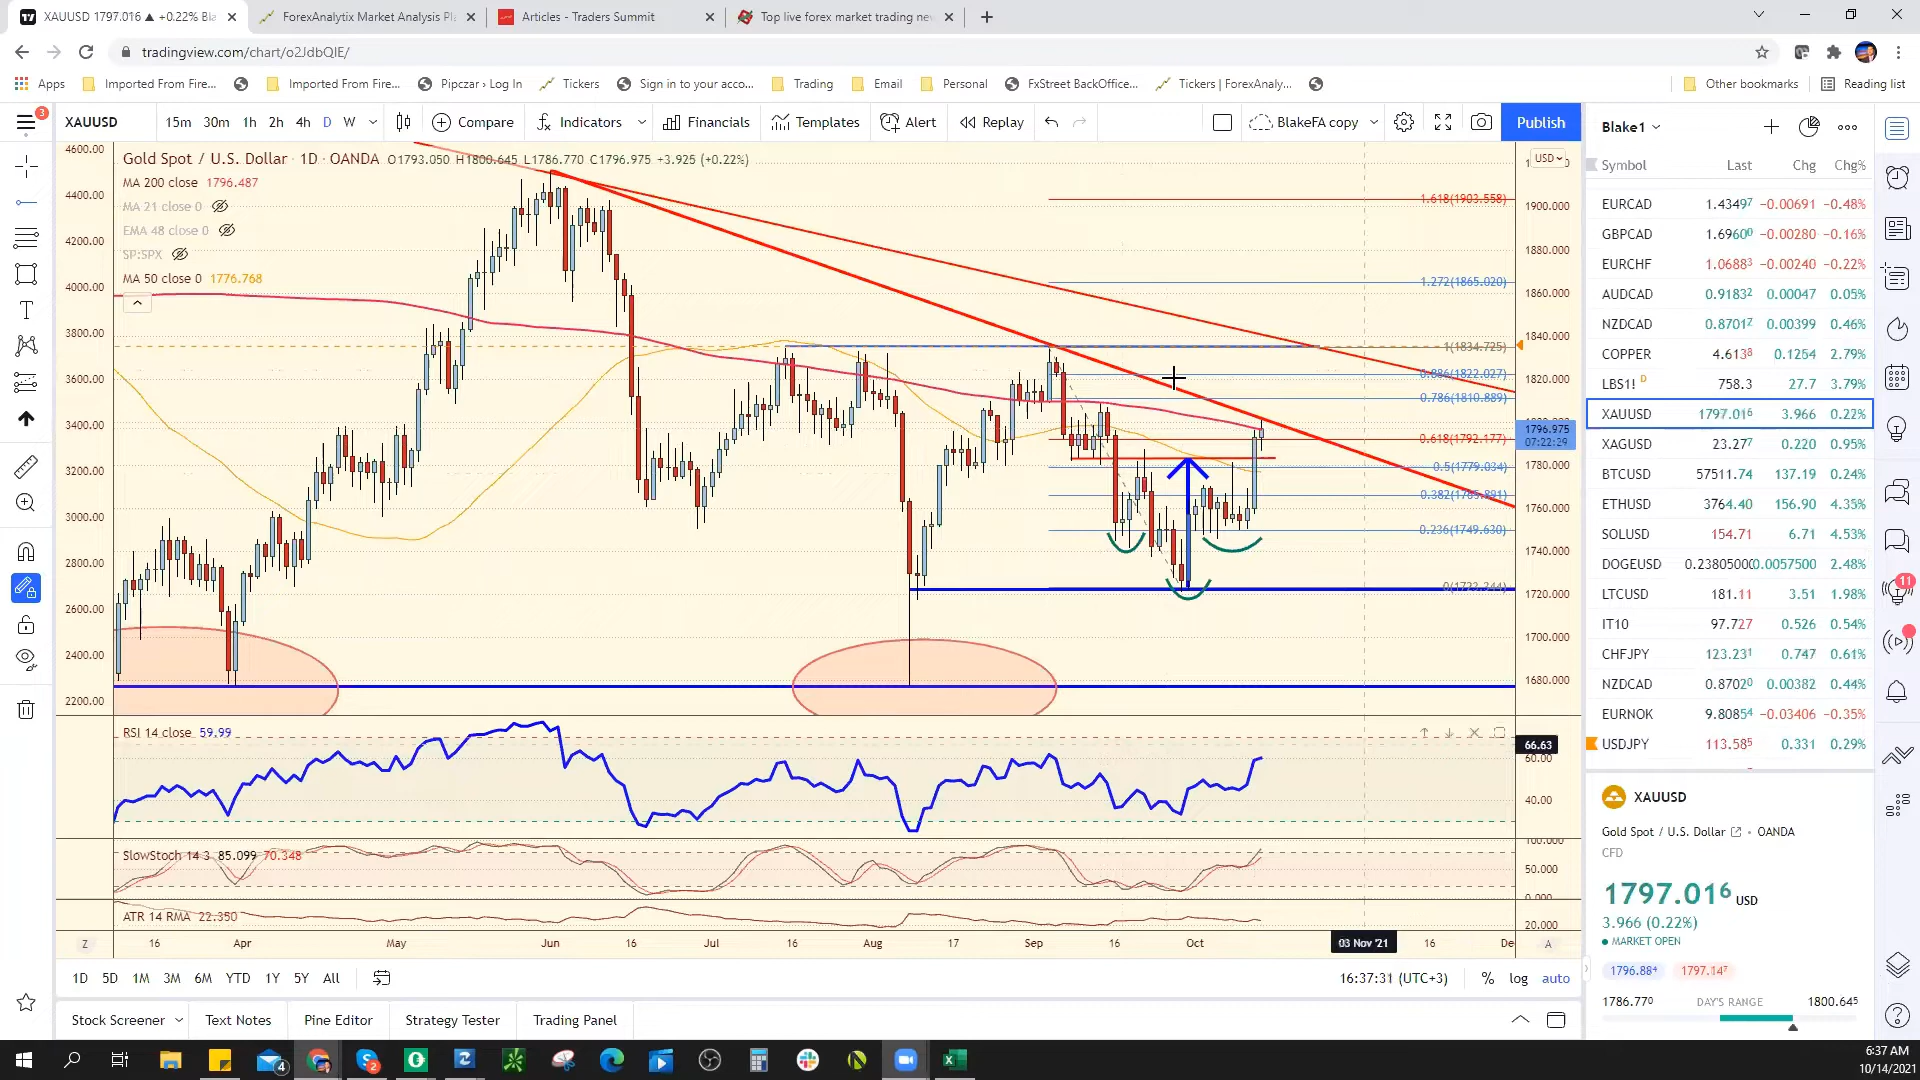 XAUUSD 1797.016 ▲ +0.22% Bla
ForexAnalytix Market Analysis Pl
Articles - Traders Summit
Top live forex market trading nev
tradingview.com/chart/o2JdbQIE/
Apps
Imported From Fire...
Imported From Fire...
Pipczar › Log In
Tickers
Sign in to your acco...
Trading
Email
Personal
FxStreet BackOffice...
Tickers | ForexAnaly...
Other bookmarks
Reading list
3
XAUUSD
15m 30m 1h 2h 4h D W
Compare
Indicators
Financials
Templates
Alert
Replay
BlakeFA copy
Publish
Gold Spot / U.S. Dollar · 1D · OANDA O1793.050 H1800.645 L1786.770 C1796.975 +3.925 (+0.22%)
MA 200 close 1796.487
MA 21 close 0
EMA 48 close 0
SP:SPX
MA 50 close 0 1776.768
4600.00
4400.00
4200.00
4000.00
3800.00
3600.00
3400.00
3200.00
3000.00
2800.00
2600.00
2400.00
2200.00
USD
1900.000
1880.000
1860.000
1840.000
1820.000
1796.975
07:22:29
1780.000
1760.000
1740.000
1720.000
1700.000
1680.000
1.618(1903.558)
1.272(1865.020)
1(1834.725)
0.886(1822.027)
0.786(1810.889)
0.618(1792.177)
0.5(1779.034)
0.382(1765.891)
0.236(1749.630)
0(1723.344)
RSI 14 close 59.99
66.63
60.00
40.00
SlowStoch 14 3 85.099 70.348
100.000
50.000
0.000
ATR 14 RMA 22.350
20.000
Z 16 Apr May Jun 16 Jul 16 Aug 17 Sep 16 Oct 03 Nov '21 16 De A
1D 5D 1M 3M 6M YTD 1Y 5Y All
16:37:31 (UTC+3) % log auto
Stock Screener
Text Notes
Pine Editor
Strategy Tester
Trading Panel
Blake1
Symbol Last Chg Chg%
EURCAD 1.43497 −0.00691 −0.48%
GBPCAD 1.69600 −0.00280 −0.16%
EURCHF 1.06883 −0.00240 −0.22%
AUDCAD 0.91832 0.00047 0.05%
NZDCAD 0.87017 0.00399 0.46%
COPPER 4.6138 0.1254 2.79%
LBS1! D 758.3 27.7 3.79%
XAUUSD 1797.016 3.966 0.22%
XAGUSD 23.277 0.220 0.95%
BTCUSD 57511.74 137.19 0.24%
ETHUSD 3764.40 156.90 4.35%
SOLUSD 154.71 6.71 4.53%
DOGEUSD 0.23805000 0.0057500 2.48%
LTCUSD 181.11 3.51 1.98%
IT10 97.727 0.526 0.54%
CHFJPY 123.231 0.747 0.61%
NZDCAD 0.87020 0.00382 0.44%
EURNOK 9.80854 −0.03406 −0.35%
USDJPY 113.585 0.331 0.29%
XAUUSD
Gold Spot / U.S. Dollar • OANDA
CFD
1797.016 USD
3.966 (0.22%)
MARKET OPEN
1796.884 1797.147
1786.770 DAY'S RANGE 1800.645
11
4
2
6:37 AM
10/14/2021